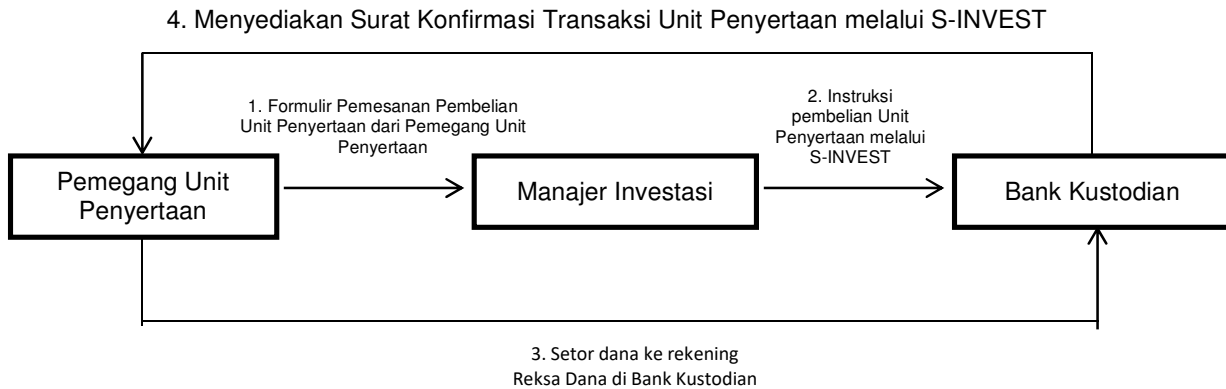 4. Menyediakan Surat Konfirmasi Transaksi Unit Penyertaan melalui S-INVEST
1. Formulir Pemesanan Pembelian
Unit Penyertaan dari Pemegang Unit
Penyertaan
2. Instruksi
pembelian Unit
Penyertaan melalui
S-INVEST
Pemegang Unit
Penyertaan
Manajer Investasi
Bank Kustodian
3. Setor dana ke rekening
Reksa Dana di Bank Kustodian